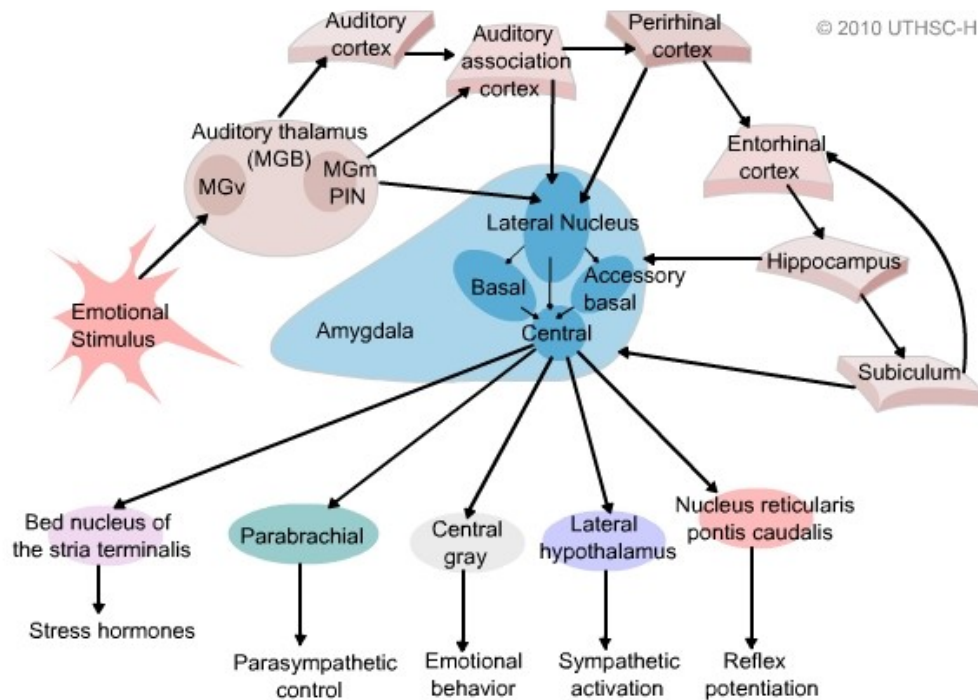 © 2010 UTHSC-H
Auditory
cortex
Auditory
association
cortex
Perirhinal
cortex
Auditory thalamus
(MGB)
MGv
MGm
PIN
Entorhinal
cortex
Lateral Nucleus
Hippocampus
Basal
Accessory
basal
Emotional
Stimulus
Amygdala
Central
Subiculum
Bed nucleus of
the stria terminalis
Parabrachial
Central
gray
Lateral
hypothalamus
Nucleus reticularis
pontis caudalis
Stress hormones
Parasympathetic
control
Emotional
behavior
Sympathetic
activation
Reflex
potentiation